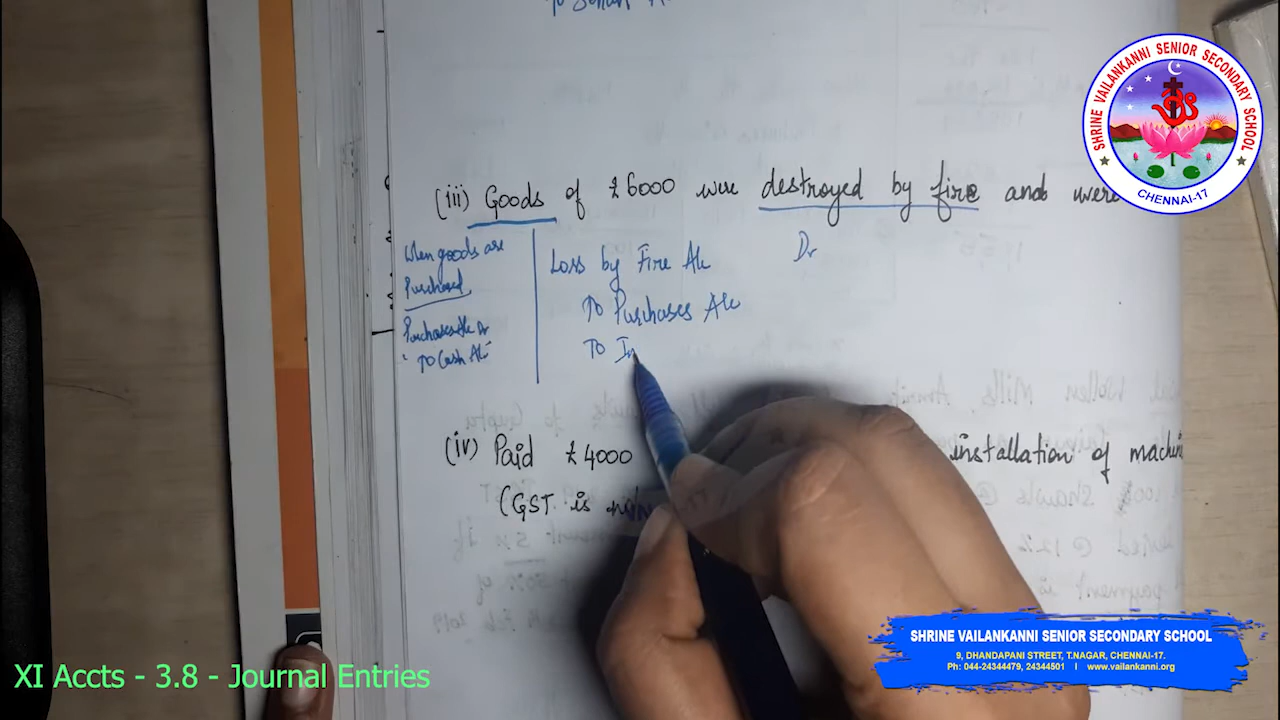 (iii) Goods of ₹6000 were destroyed by fire and were
When goods are
Purchased
Purchases A/c Dr
To Cash A/c
Loss by Fire A/c Dr
To Purchases A/c
To In
(iv) Paid ₹4000 installation of machin
(GST is
SHRINE VAILANKANNI SENIOR SECONDARY SCHOOL
CHENNAI-17
SHRINE VAILANKANNI SENIOR SECONDARY SCHOOL
9, DHANDAPANI STREET, T.NAGAR, CHENNAI-17.
Ph: 044-24344479, 24344501 I www.vailankanni.org
XI Accts - 3.8 - Journal Entries